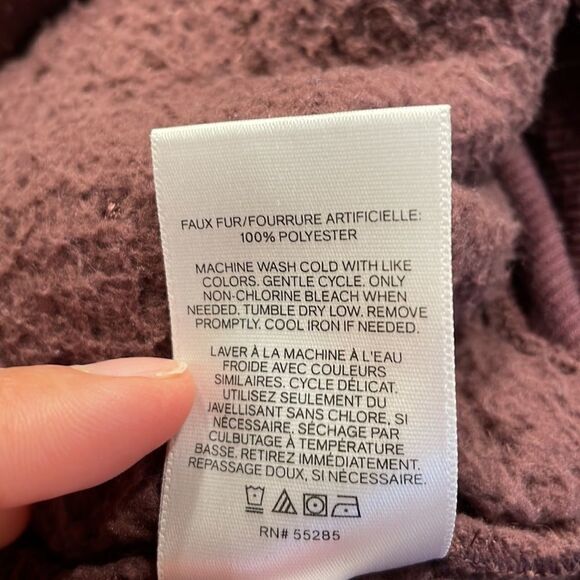 FAUX FUR/FOURRURE ARTIFICIELLE:
100% POLYESTER
MACHINE WASH COLD WITH LIKE
COLORS. GENTLE CYCLE. ONLY
NON-CHLORINE BLEACH WHEN
NEEDED. TUMBLE DRY LOW. REMOVE
PROMPTLY. COOL IRON IF NEEDED.
LAVER À LA MACHINE À L'EAU
FROIDE AVEC COULEURS
SIMILAIRES. CYCLE DÉLICAT.
UTILISEZ SEULEMENT DU
JAVELLISANT SANS CHLORE, SI
NÉCESSAIRE. SÉCHAGE PAR
CULBUTAGE À TEMPÉRATURE
BASSE. RETIREZ IMMÉDIATEMENT.
REPASSAGE DOUX, SI NÉCESSAIRE.
RN# 55285